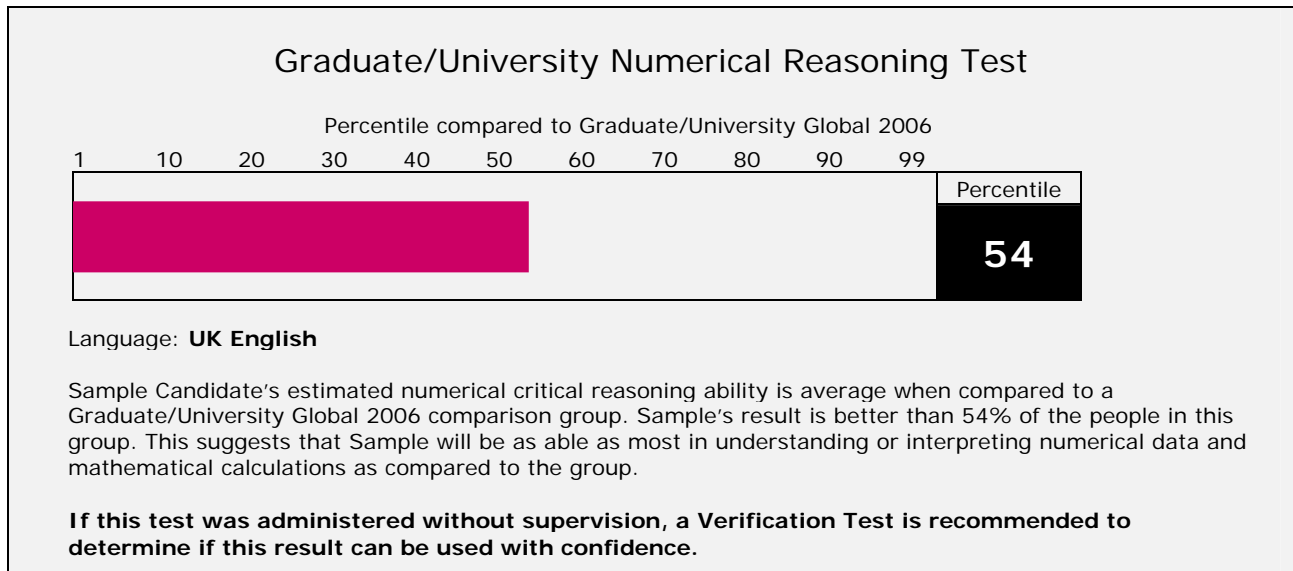 Graduate/University Numerical Reasoning Test
Percentile compared to Graduate/University Global 2006
1 10 20 30 40 50 60 70 80 90 99
Percentile
54
Language: UK English
Sample Candidate's estimated numerical critical reasoning ability is average when compared to a
Graduate/University Global 2006 comparison group. Sample's result is better than 54% of the people in this
group. This suggests that Sample will be as able as most in understanding or interpreting numerical data and
mathematical calculations as compared to the group.
If this test was administered without supervision, a Verification Test is recommended to
determine if this result can be used with confidence.